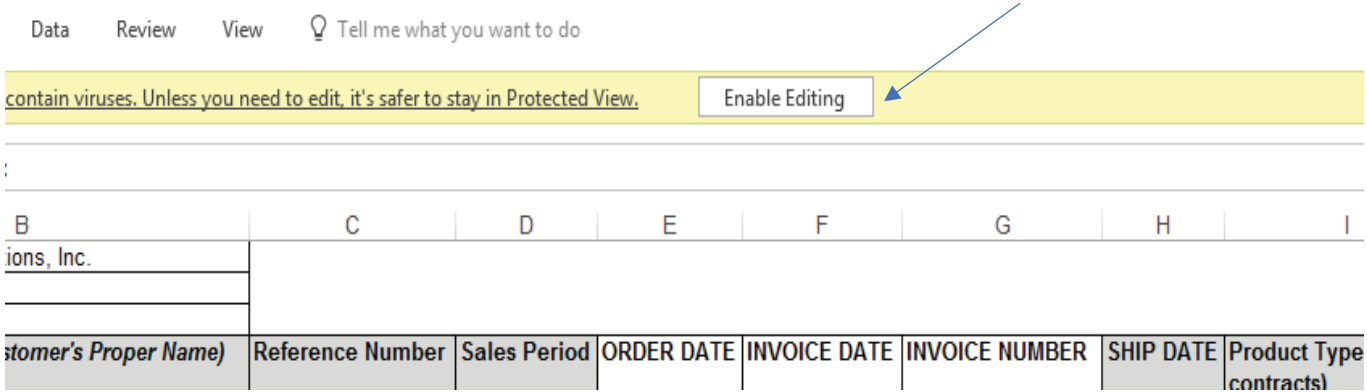 Data Review View Tell me what you want to do
contain viruses. Unless you need to edit, it's safer to stay in Protected View. Enable Editing
:
B C D E F G H I
tions, Inc.
stomer's Proper Name) Reference Number Sales Period ORDER DATE INVOICE DATE INVOICE NUMBER SHIP DATE Product Type
contracts)